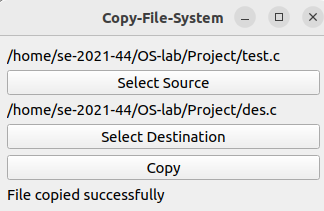 Copy-File-System
/home/se-2021-44/OS-lab/Project/test.c
Select Source
/home/se-2021-44/OS-lab/Project/des.c
Select Destination
Copy
File copied successfully